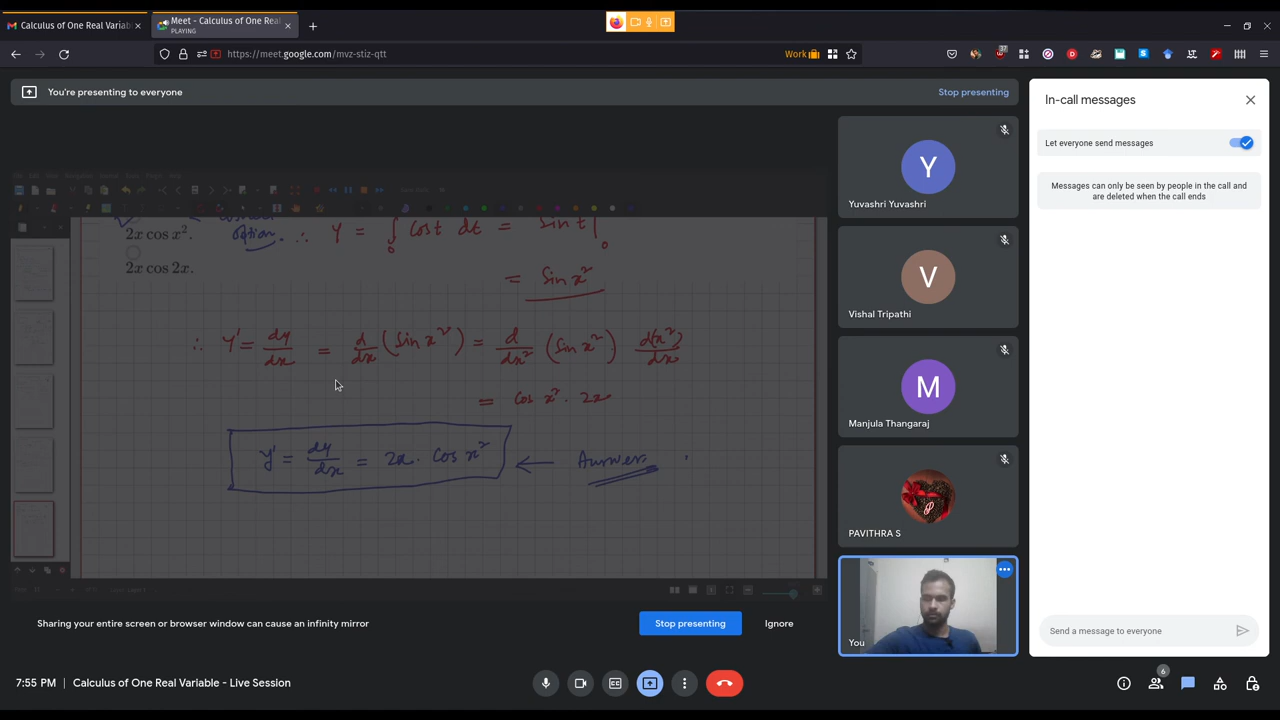 Calculus of One Real Variab
Meet - Calculus of One Real
PLAYING
https://meet.google.com/mvz-stiz-qtt
Work
You're presenting to everyone
Stop presenting
2x cos x².
option.
∴ Y = ∫₀ Cost dt = Sin t |₀
2x cos 2x.
= Sin x²
∴ Y' = dy/dx = d/dx (Sin x²) = d/dx² (Sin x²) d(x²)/dx
= Cos x² . 2x
y' = dy/dx = 2x . Cos x² ← Answer
Sharing your entire screen or browser window can cause an infinity mirror
Stop presenting
Ignore
Y
Yuvashri Yuvashri
V
Vishal Tripathi
M
Manjula Thangaraj
P
PAVITHRA S
You
In-call messages
Let everyone send messages
Messages can only be seen by people in the call and
are deleted when the call ends
Send a message to everyone
7:55 PM | Calculus of One Real Variable - Live Session
6